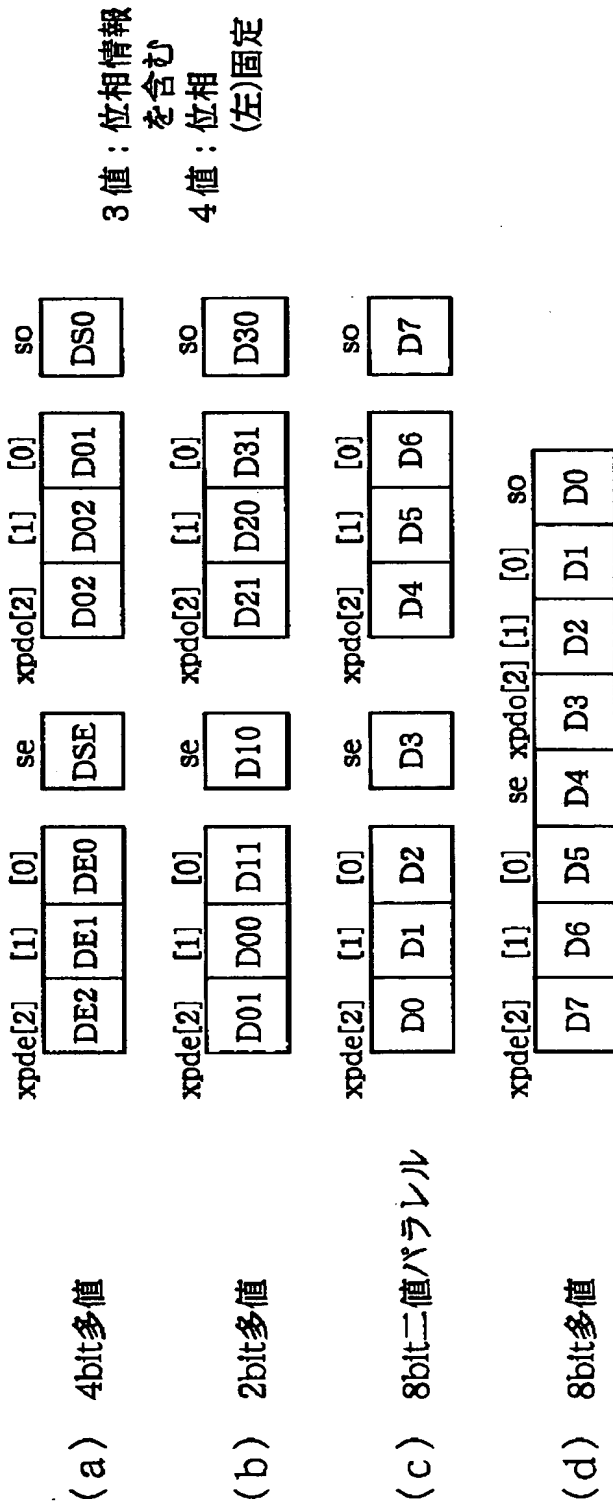 3値：位相情報
を含む
4値：位相
(左)固定
(a) 4bit多値
xpde[2] [1] [0] se xpdo[2] [1] [0] so
DE2 DE1 DE0 DSE D02 D02 D01 DS0
(b) 2bit多値
xpde[2] [1] [0] se xpdo[2] [1] [0] so
D01 D00 D11 D10 D21 D20 D31 D30
(c) 8bit二値パラレル
xpde[2] [1] [0] se xpdo[2] [1] [0] so
D0 D1 D2 D3 D4 D5 D6 D7
(d) 8bit多値
xpde[2] [1] [0] se xpdo[2] [1] [0] so
D7 D6 D5 D4 D3 D2 D1 D0